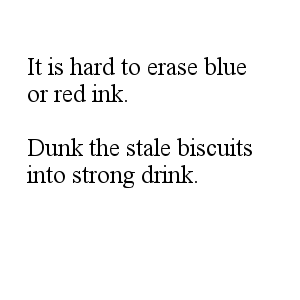 It is hard to erase blue
or red ink.
Dunk the stale biscuits
into strong drink.